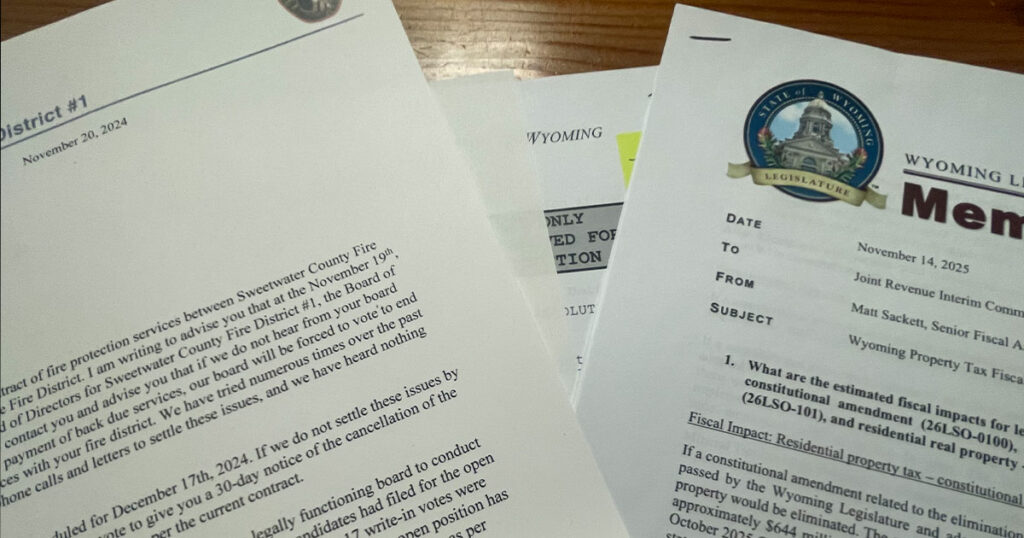 District #1
November 20, 2024
tract of fire protection services between Sweetwater County Fire
Fire District. I am writing to advise you that at the November 19th,
d of Directors for Sweetwater County Fire District #1, the Board of
contact you and advise you that if we do not hear from your board
payment of back due services, our board will be forced to vote to end
ces with your fire district. We have tried numerous times over the past
hone calls and letters to settle these issues, and we have heard nothing
duled for December 17th, 2024. If we do not settle these issues by
vote to give you a 30-day notice of the cancellation of the
per the current contract.
legally functioning board to conduct
ndidates had filed for the open
17 write-in votes were
open position has
as per
WYOMING
ONLY
ED FOR
TION
OLUT
STATE of WYOMING
LEGISLATURE
WYOMING LE
Mem
DATE
November 14, 2025
TO
Joint Revenue Interim Comm
FROM
Matt Sackett, Senior Fiscal A
SUBJECT
Wyoming Property Tax Fisca
1. What are the estimated fiscal impacts for le
constitutional amendment (26LSO-0100),
(26LSO-101), and residential real property
Fiscal Impact: Residential property tax – constitutional
If a constitutional amendment related to the elimination
passed by the Wyoming Legislature and ad
property would be eliminated. The
approximately $644 milli
October 2025